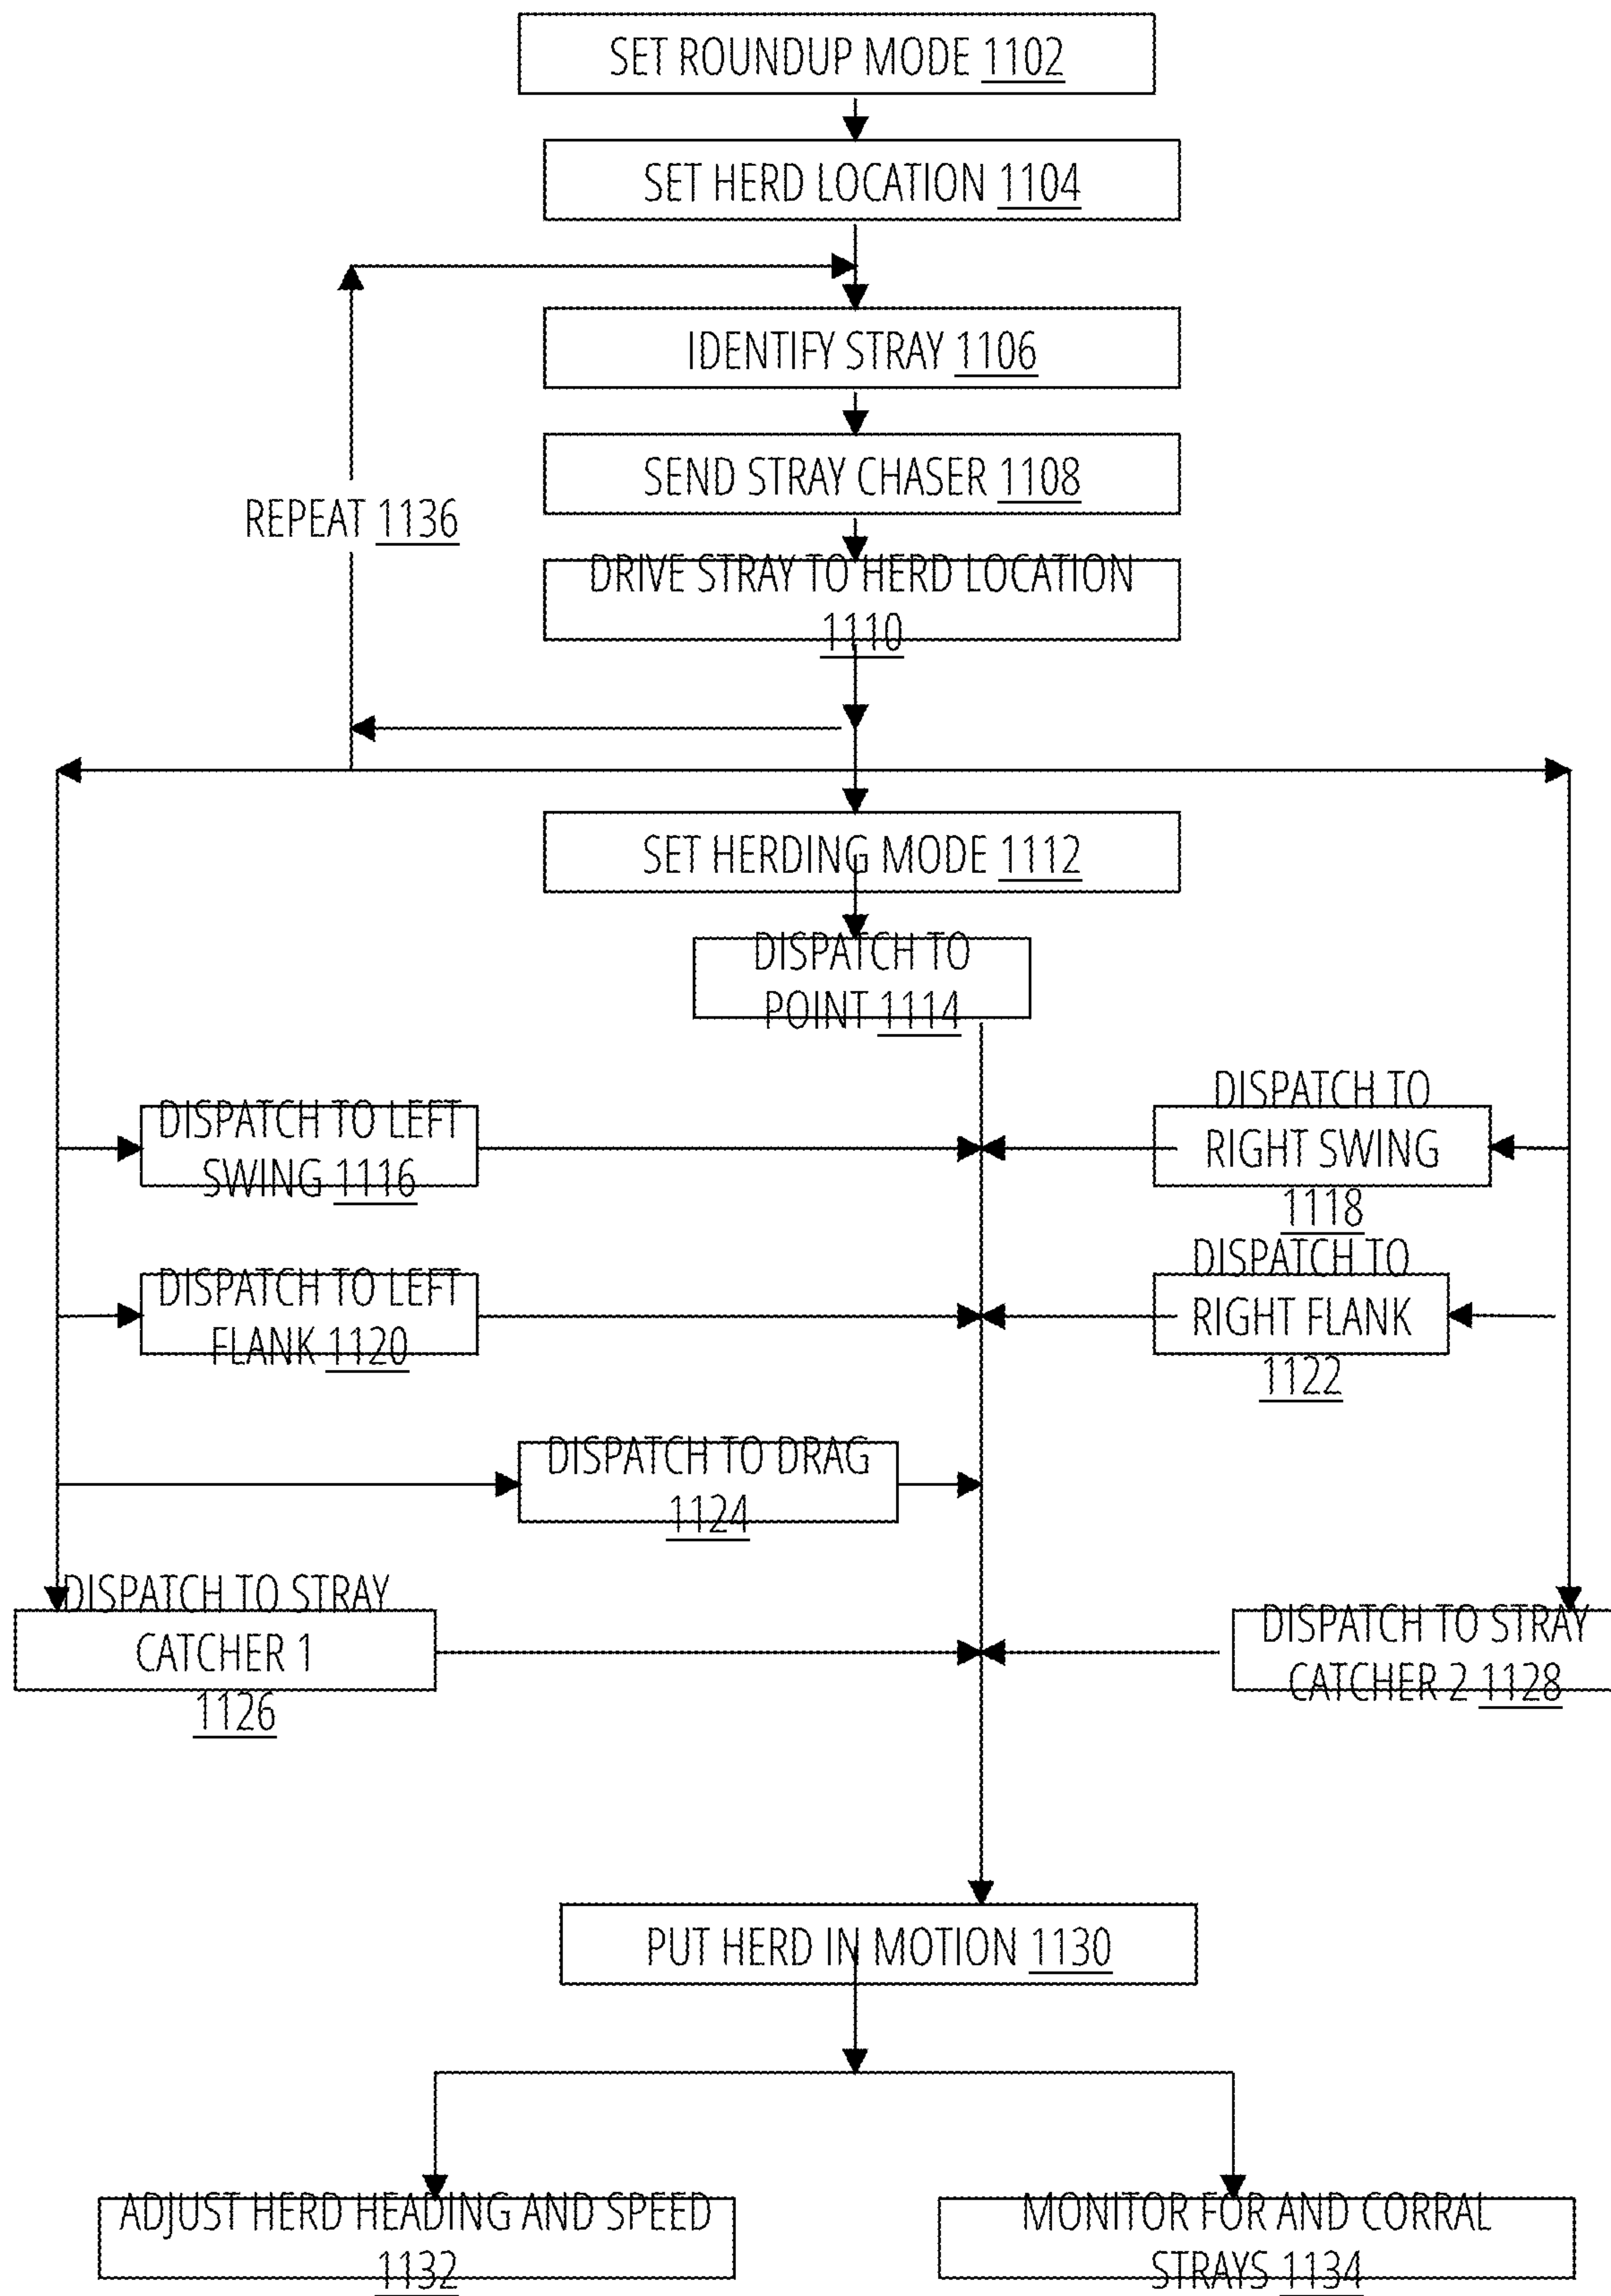 SET ROUNDUP MODE 1102
SET HERD LOCATION 1104
IDENTIFY STRAY 1106
SEND STRAY CHASER 1108
REPEAT 1136
DRIVE STRAY TO HERD LOCATION
1110
SET HERDING MODE 1112
DISPATCH TO
POINT 1114
DISPATCH TO LEFT
SWING 1116
DISPATCH TO
RIGHT SWING
1118
DISPATCH TO LEFT
FLANK 1120
DISPATCH TO
RIGHT FLANK
1122
DISPATCH TO DRAG
1124
DISPATCH TO STRAY
CATCHER 1
1126
DISPATCH TO STRAY
CATCHER 2 1128
PUT HERD IN MOTION 1130
ADJUST HERD HEADING AND SPEED
1132
MONITOR FOR AND CORRAL
STRAYS 1134